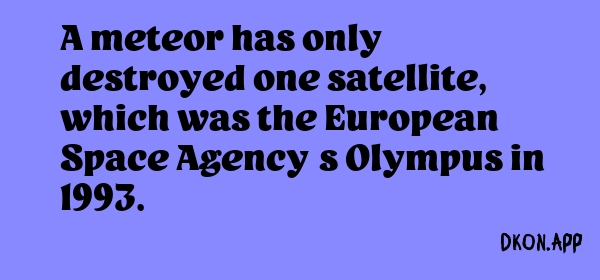 A meteor has only
destroyed one satellite,
which was the European
Space Agency s Olympus in
1993.
DKON.APP